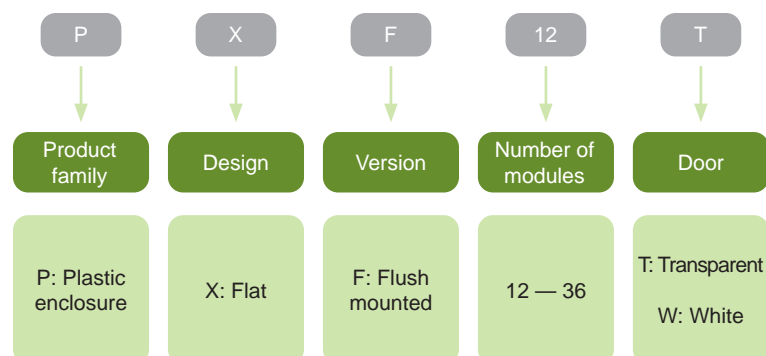 P X F 12 T
Product family
Design
Version
Number of modules
Door
P: Plastic enclosure
X: Flat
F: Flush mounted
12 — 36
T: Transparent
W: White